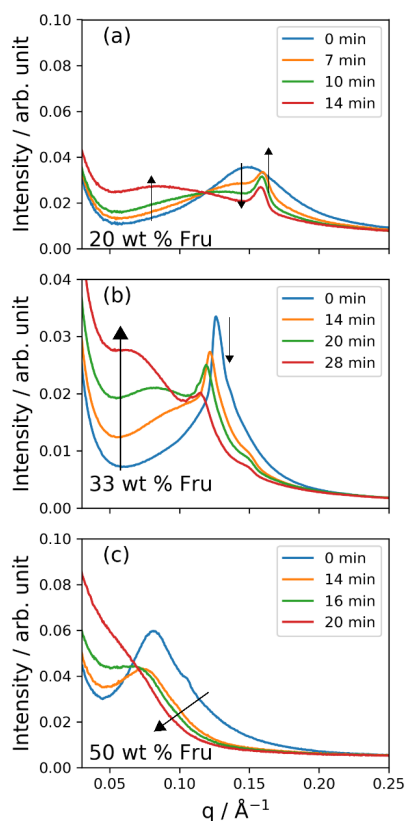 (a)
0 min
7 min
10 min
14 min
Intensity / arb. unit
0.10
0.08
0.06
0.04
0.02
0.00
20 wt % Fru
(b)
0 min
14 min
20 min
28 min
Intensity / arb. unit
0.04
0.03
0.02
0.01
0.00
33 wt % Fru
(c)
0 min
14 min
16 min
20 min
Intensity / arb. unit
0.10
0.08
0.06
0.04
0.02
0.00
50 wt % Fru
0.05 0.10 0.15 0.20 0.25
q / Å⁻¹